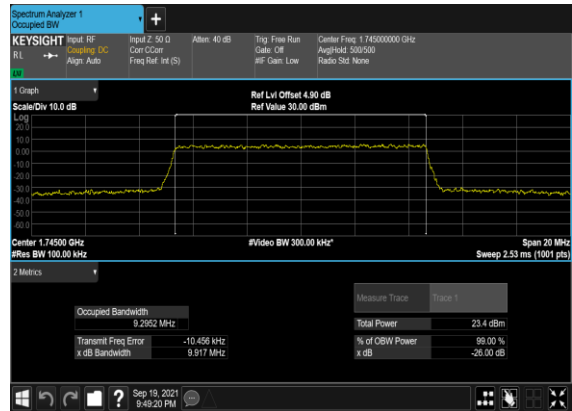 Spectrum Analyzer 1
Occupied BW
KEYSIGHT Input: RF Input Z: 50 Ω Atten: 40 dB Trig: Free Run Center Freq: 1.745000000 GHz
RL Coupling: DC Corr CCorr Gate: Off Avg|Hold: 500/500
Align: Auto Freq Ref: Int (S) #IF Gain: Low Radio Std: None
1 Graph
Ref Lvl Offset 4.90 dB
Scale/Div 10.0 dB Ref Value 30.00 dBm
Log
20.0
10.0
0.00
-10.0
-20.0
-30.0
-40.0
-50.0
-60.0
Center 1.74500 GHz #Video BW 300.00 kHz* Span 20 MHz
#Res BW 100.00 kHz Sweep 2.53 ms (1001 pts)
2 Metrics
Measure Trace Trace 1
Occupied Bandwidth
9.2952 MHz Total Power 23.4 dBm
Transmit Freq Error -10.456 kHz % of OBW Power 99.00 %
x dB Bandwidth 9.917 MHz x dB -26.00 dB
Sep 19, 2021
9:49:20 PM